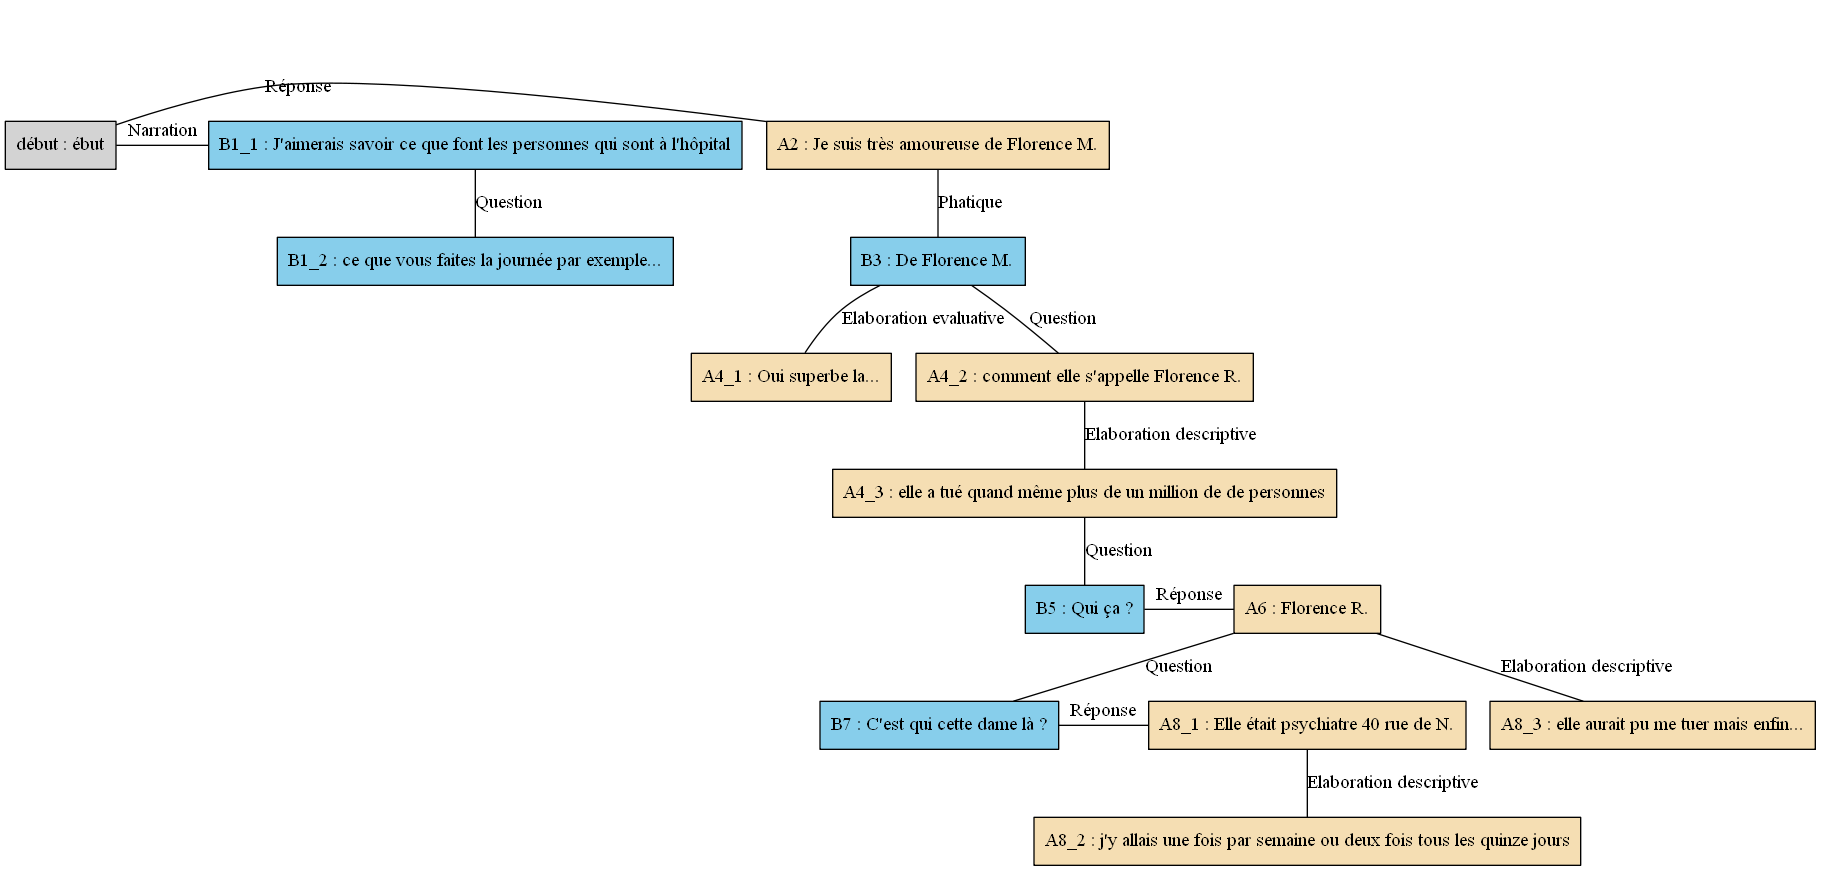 Réponse
Narration
début : ébut
B1_1 : J'aimerais savoir ce que font les personnes qui sont à l'hôpital
A2 : Je suis très amoureuse de Florence M.
Question
Phatique
B1_2 : ce que vous faites la journée par exemple...
B3 : De Florence M.
Elaboration evaluative
Question
A4_1 : Oui superbe la...
A4_2 : comment elle s'appelle Florence R.
Elaboration descriptive
A4_3 : elle a tué quand même plus de un million de de personnes
Question
B5 : Qui ça ?
Réponse
A6 : Florence R.
Question
Elaboration descriptive
B7 : C'est qui cette dame là ?
Réponse
A8_1 : Elle était psychiatre 40 rue de N.
A8_3 : elle aurait pu me tuer mais enfin...
Elaboration descriptive
A8_2 : j'y allais une fois par semaine ou deux fois tous les quinze jours